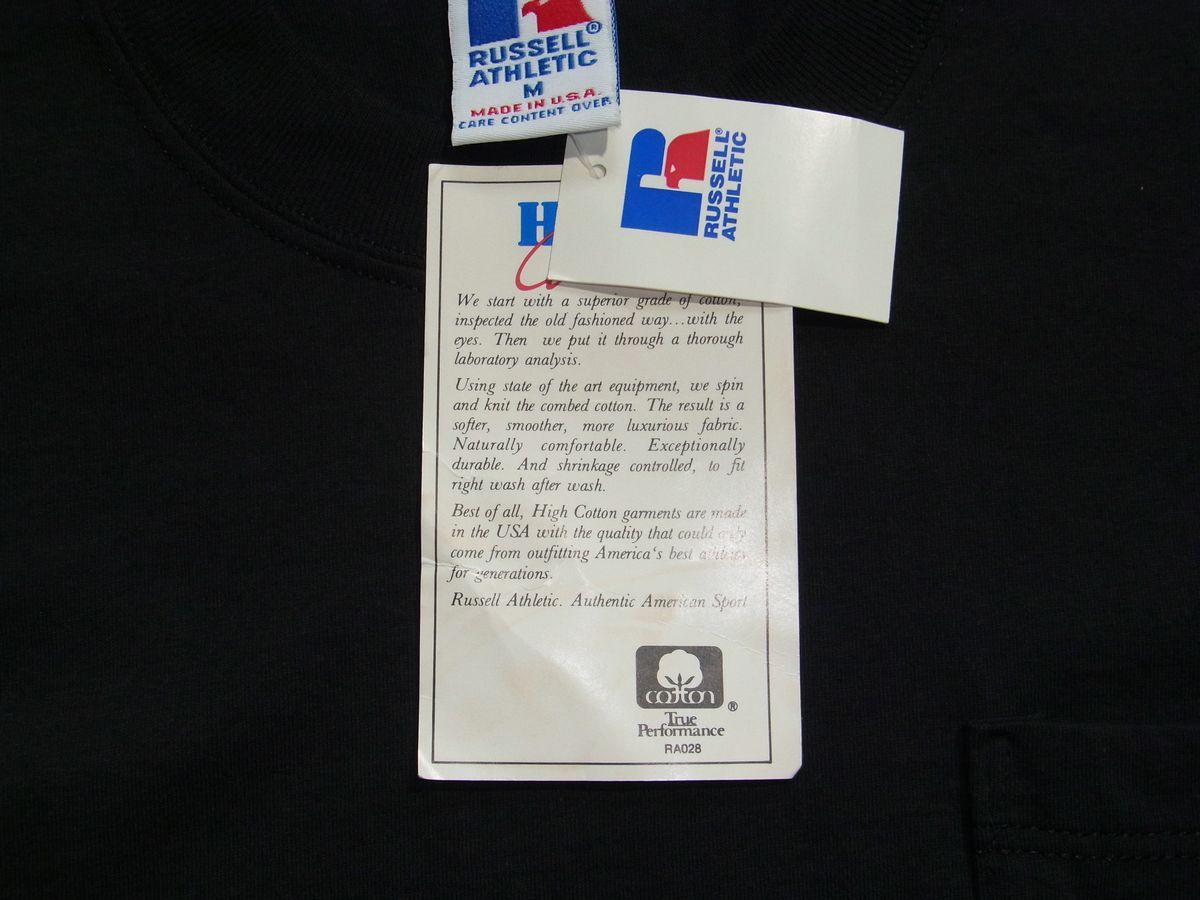 RUSSELL®
ATHLETIC
M
MADE IN U.S.A.
CARE CONTENT OVER
RUSSELL®
ATHLETIC
H
We start with a superior grade of cotton,
inspected the old fashioned way...with the
eyes. Then we put it through a thorough
laboratory analysis.
Using state of the art equipment, we spin
and knit the combed cotton. The result is a
softer, smoother, more luxurious fabric.
Naturally comfortable. Exceptionally
durable. And shrinkage controlled, to fit
right wash after wash.
Best of all, High Cotton garments are made
in the USA with the quality that could only
come from outfitting America's best athletes
for generations.
Russell Athletic. Authentic American Sport
cotton
®
True
Performance
RA028